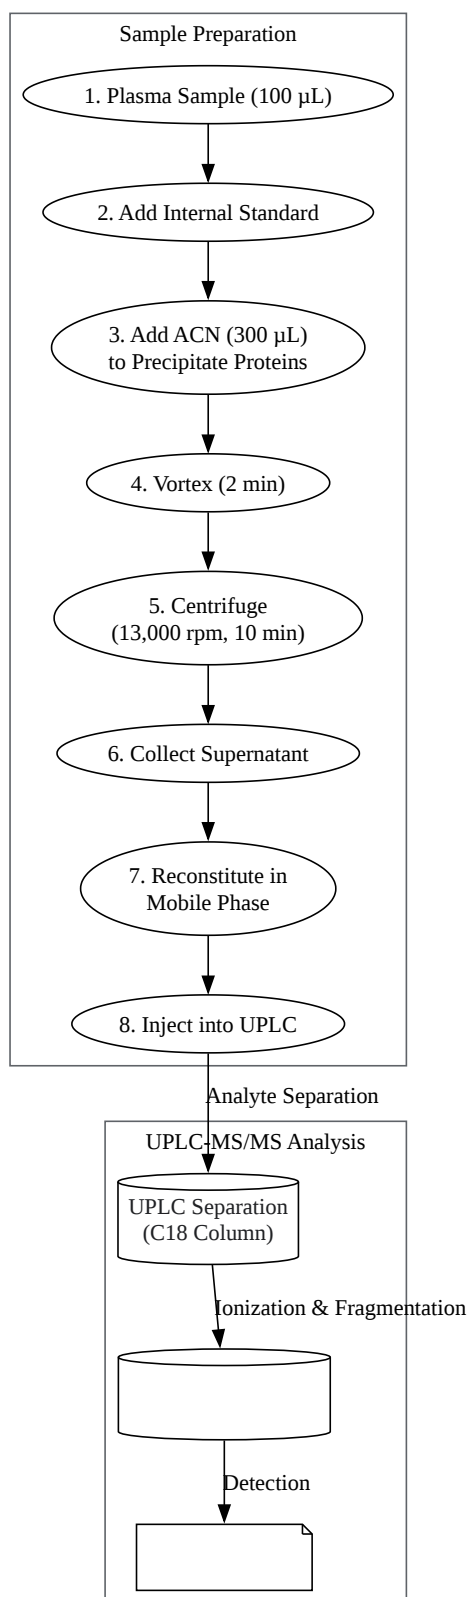 Sample Preparation
1. Plasma Sample (100 µL)
2. Add Internal Standard
3. Add ACN (300 µL)
to Precipitate Proteins
4. Vortex (2 min)
5. Centrifuge
(13,000 rpm, 10 min)
6. Collect Supernatant
7. Reconstitute in
Mobile Phase
8. Inject into UPLC
Analyte Separation
UPLC-MS/MS Analysis
UPLC Separation
(C18 Column)
Ionization & Fragmentation
Detection